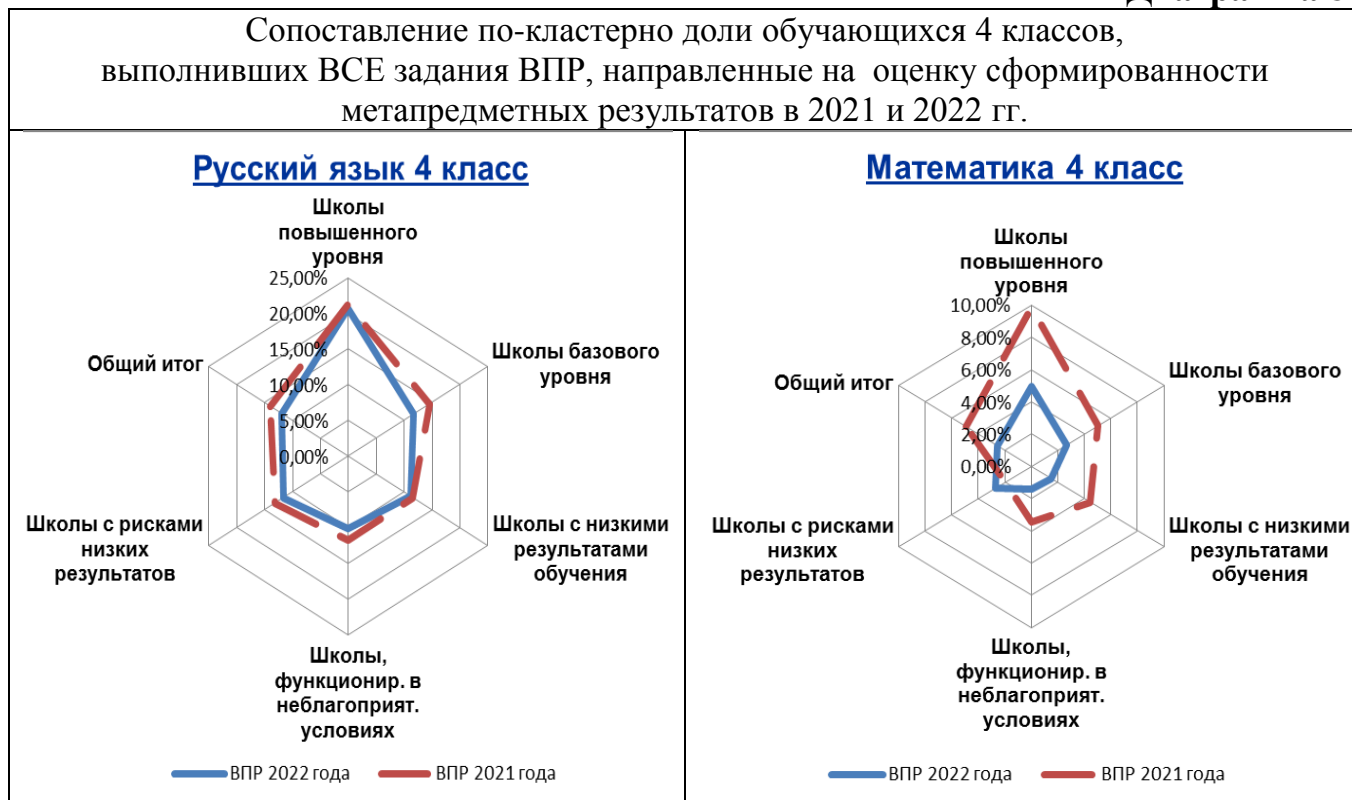 Сопоставление по-кластерно доли обучающихся 4 классов,
выполнивших ВСЕ задания ВПР, направленные на оценку сформированности
метапредметных результатов в 2021 и 2022 гг.
Русский язык 4 класс
Школы
повышенного
уровня
25,00%
20,00%
15,00%
10,00%
5,00%
0,00%
Школы базового
уровня
Школы с низкими
результатами
обучения
Школы,
функционир. в
неблагоприят.
условиях
Школы с рисками
низких
результатов
Общий итог
ВПР 2022 года
ВПР 2021 года
Математика 4 класс
Школы
повышенного
уровня
10,00%
8,00%
6,00%
4,00%
2,00%
0,00%
Школы базового
уровня
Школы с низкими
результатами
обучения
Школы,
функционир. в
неблагоприят.
условиях
Школы с рисками
низких
результатов
Общий итог
ВПР 2022 года
ВПР 2021 года